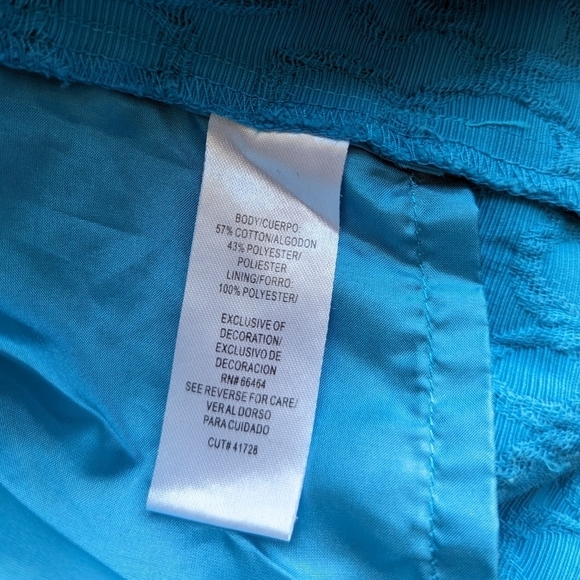 BODY/CUERPO:
57% COTTON/ALGODON
43% POLYESTER/
POLIESTER
LINING/FORRO:
100% POLYESTER/
EXCLUSIVE OF
DECORATION/
EXCLUSIVO DE
DECORACION
RN# 66464
SEE REVERSE FOR CARE/
VER AL DORSO
PARA CUIDADO
CUT# 41728